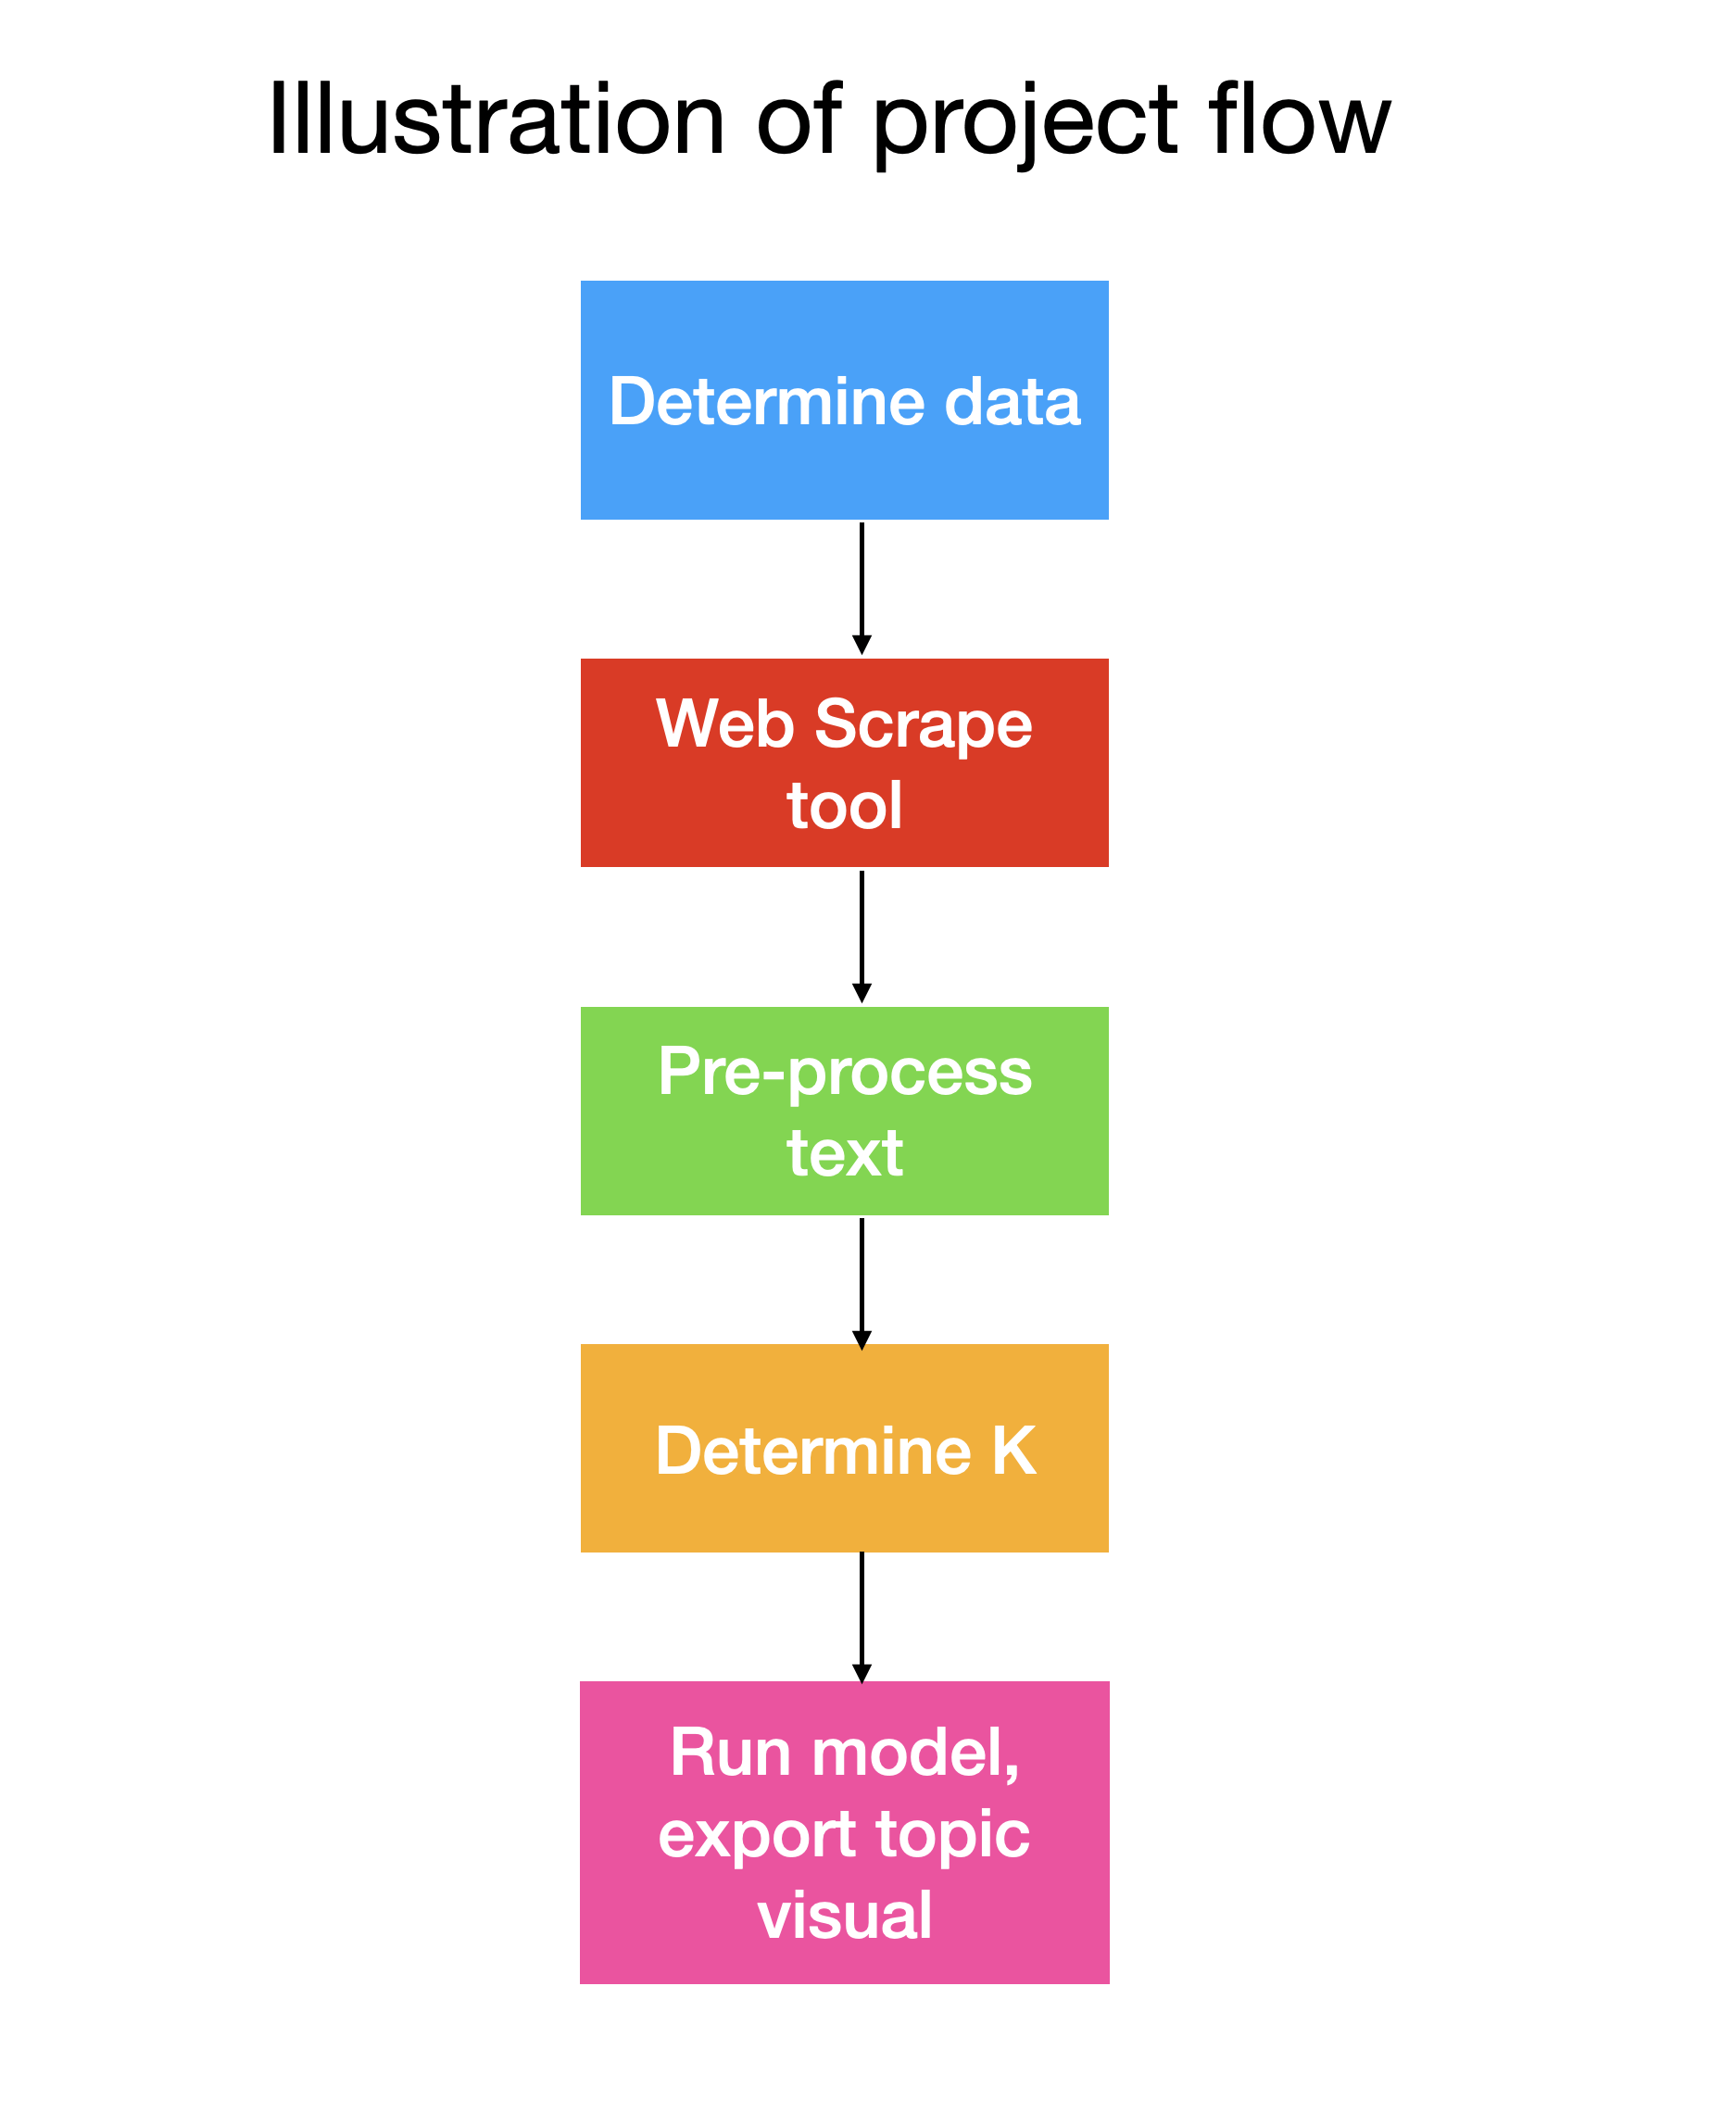 Illustration of project flow
Determine data
Web Scrape
tool
Pre-process
text
Determine K
Run model,
export topic
visual